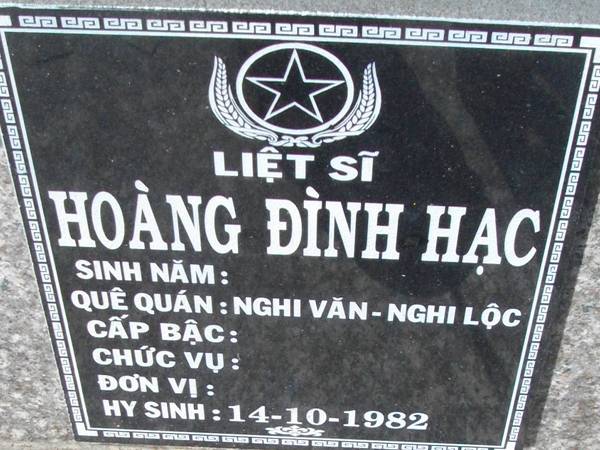 LIỆT SĨ
HOÀNG ĐÌNH HẠC
SINH NĂM :
QUÊ QUÁN : NGHI VĂN - NGHI LỘC
CẤP BẬC :
CHỨC VỤ :
ĐƠN VỊ :
HY SINH : 14-10-1982